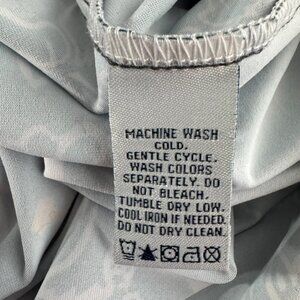 MACHINE WASH
COLD.
GENTLE CYCLE.
WASH COLORS
SEPARATELY. DO
NOT BLEACH.
TUMBLE DRY LOW.
COOL IRON IF NEEDED.
DO NOT DRY CLEAN.